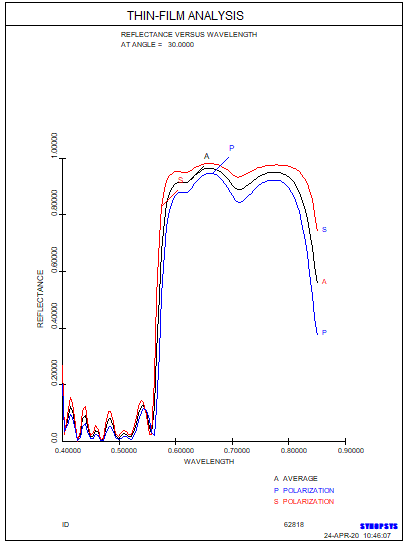 THIN-FILM ANALYSIS
REFLECTANCE VERSUS WAVELENGTH
AT ANGLE = 30.0000
1.00000
0.80000
0.60000
0.40000
0.20000
0.0
REFLECTANCE
S
A
P
S
A
P
0.40000 0.50000 0.60000 0.70000 0.80000 0.90000
WAVELENGTH
A AVERAGE
P POLARIZATION
S POLARIZATION
ID 62818 SYNOPSYS
24-APR-20 10:46:07